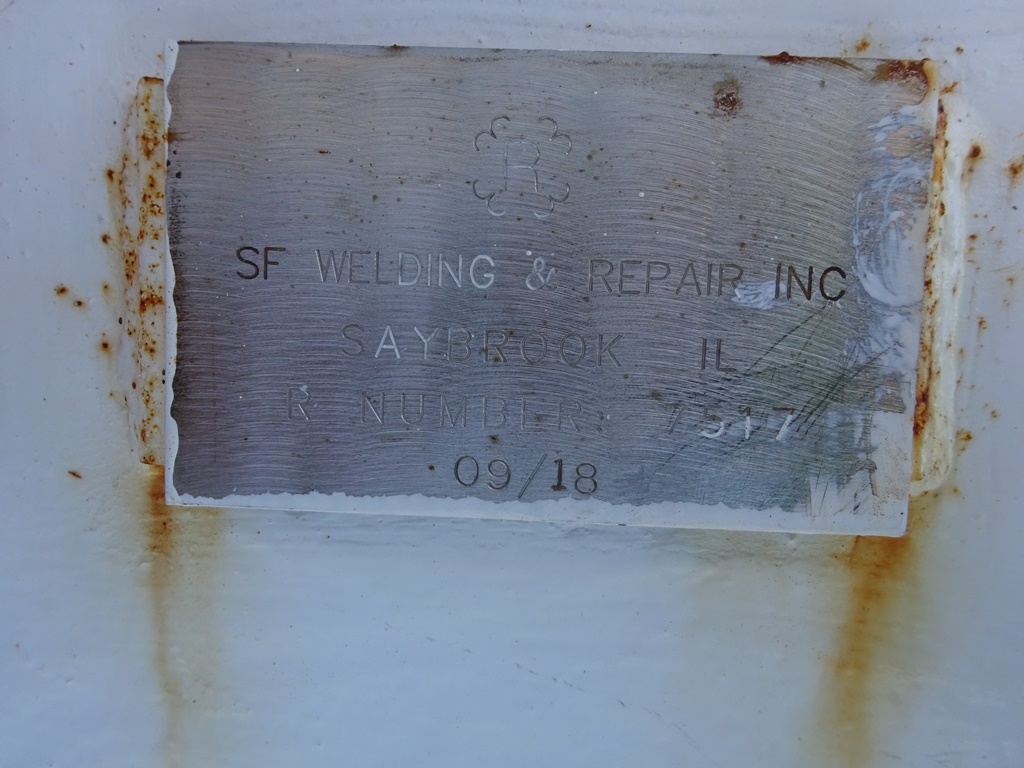 R
SF WELDING & REPAIR INC
SAYBROOK IL
R NUMBER: 7517
09/18